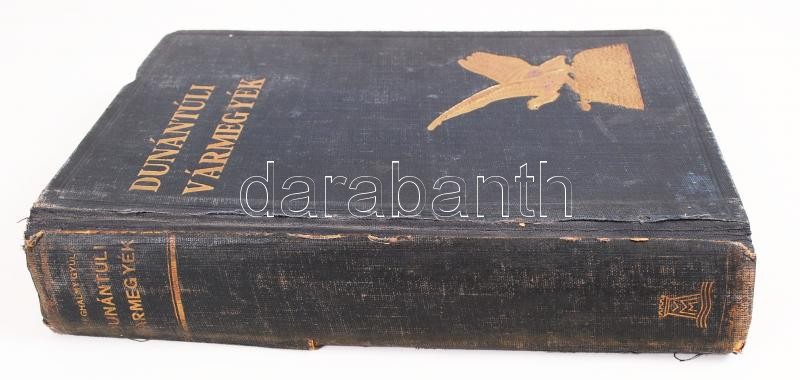 DUNÁNTÚLI
VÁRMEGYÉK
darabanth
DUNÁNTÚLI
VÁRMEGYÉK